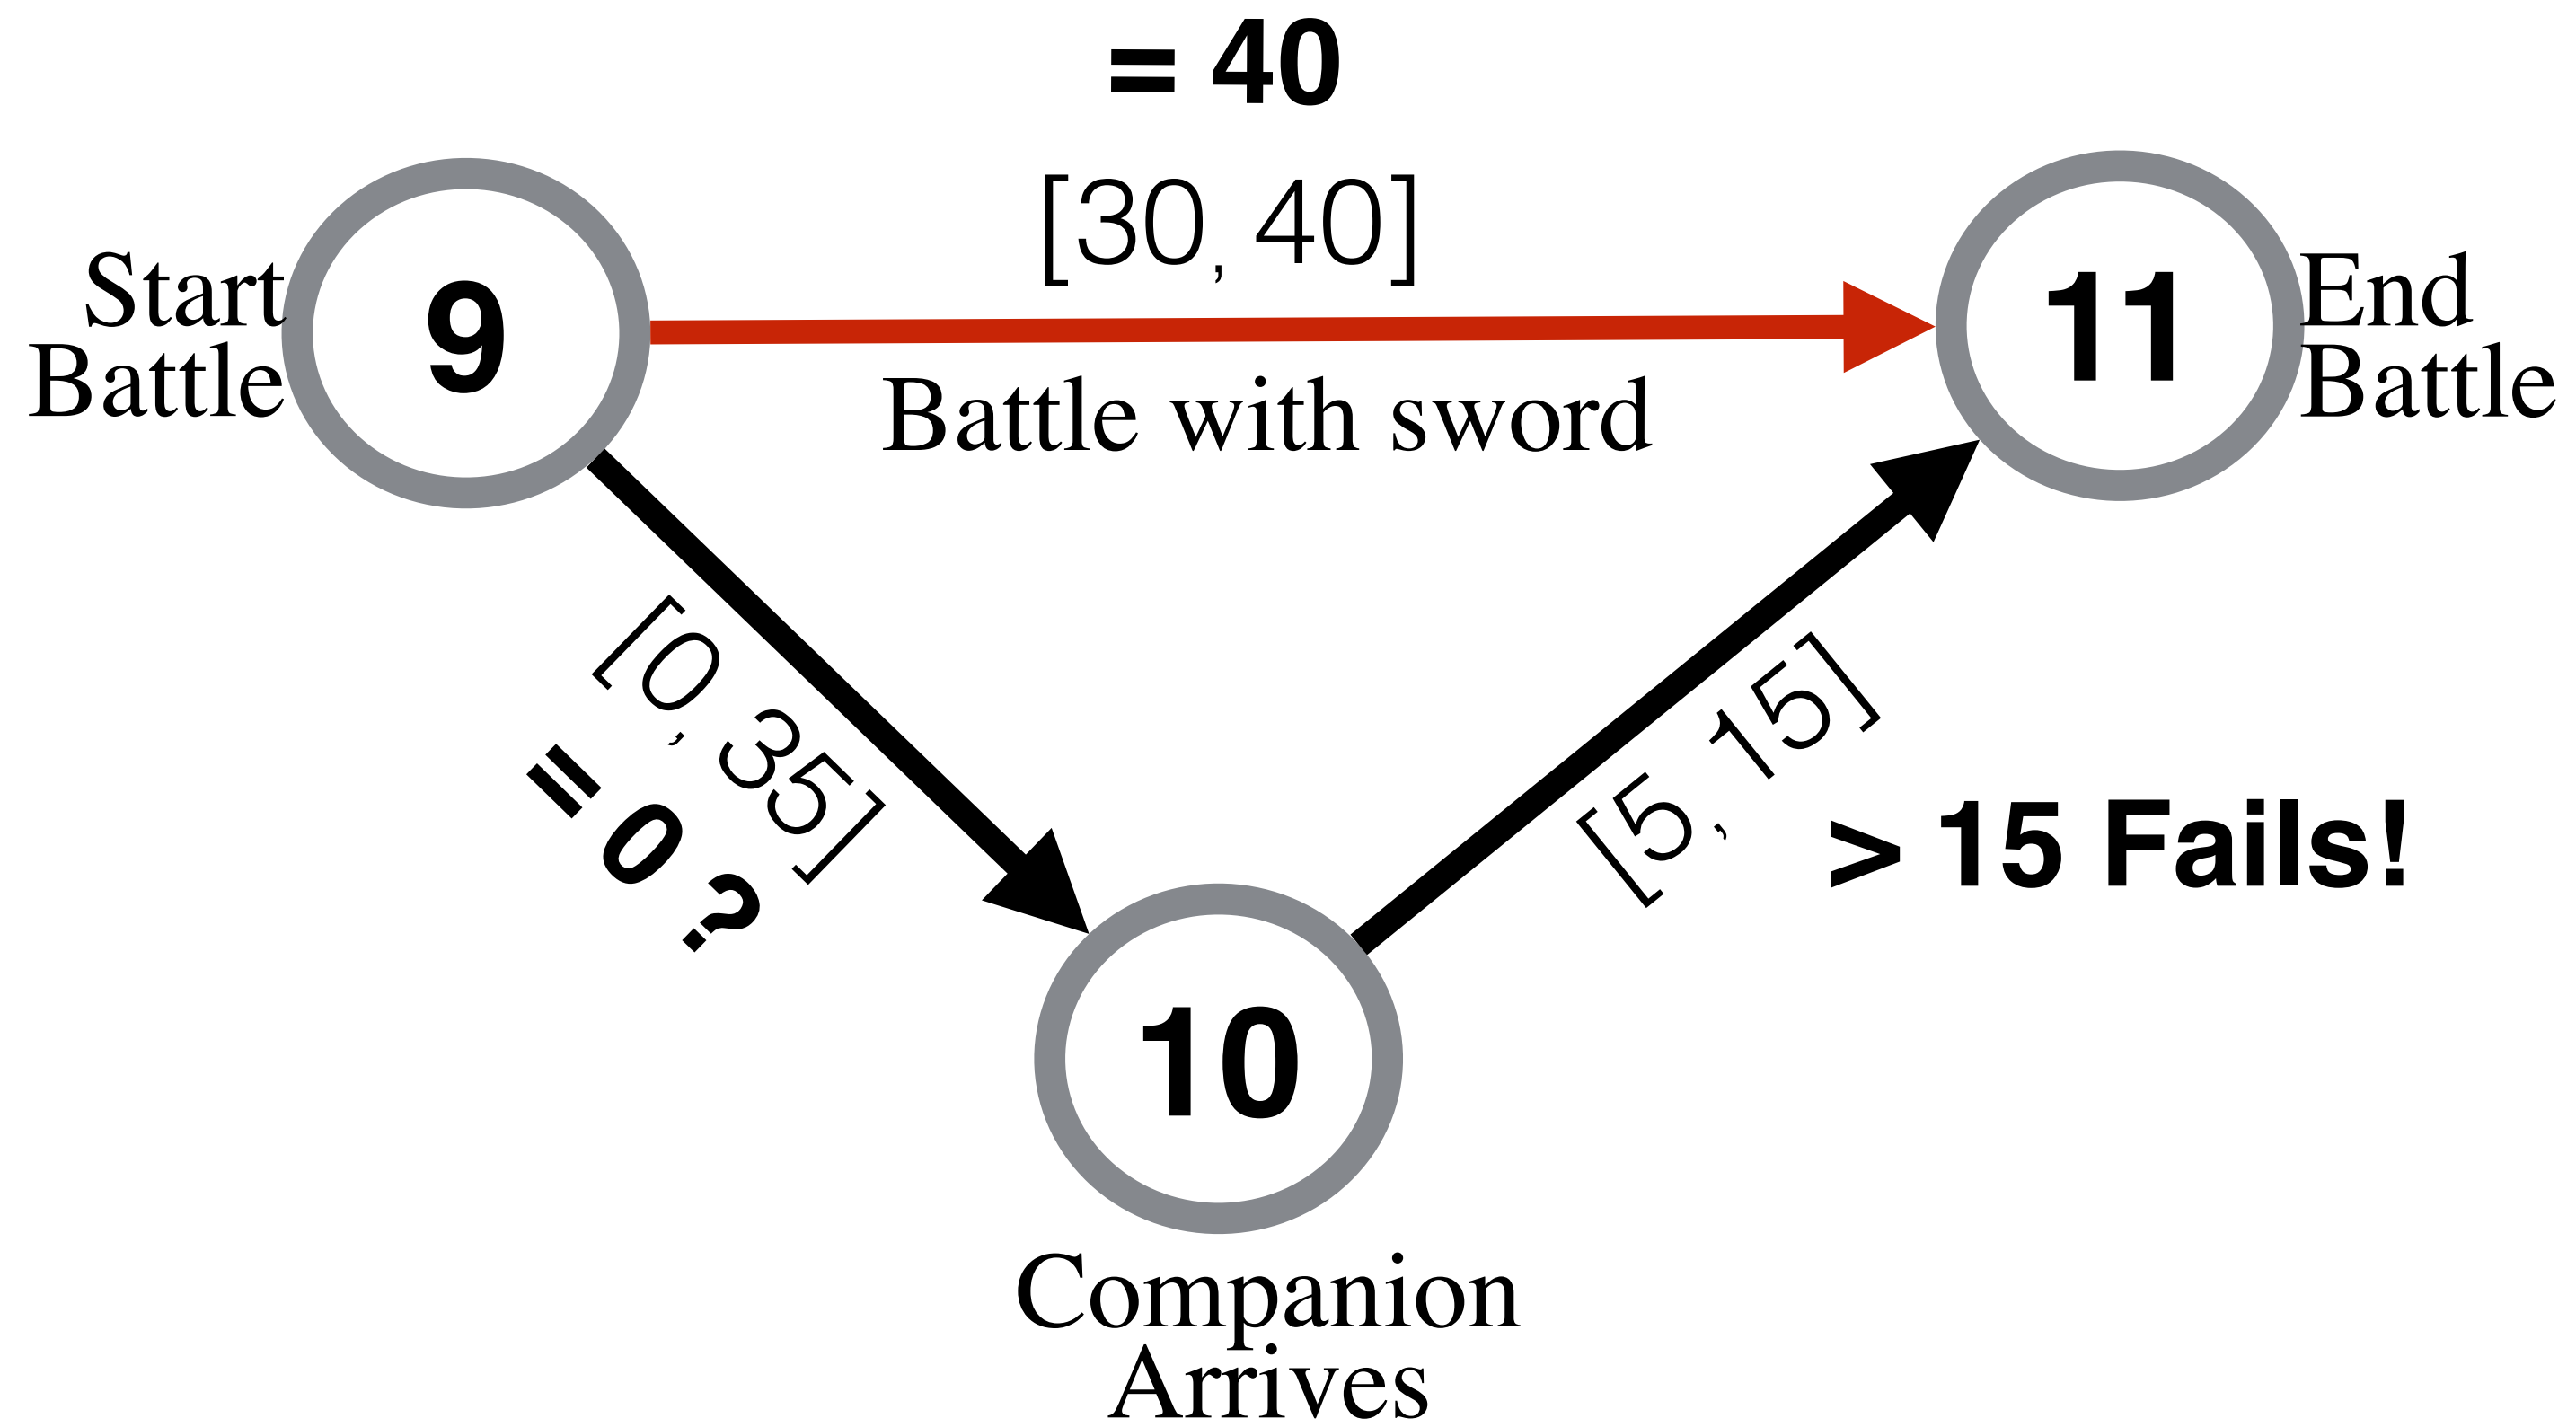 = 40
[30, 40]
Start
Battle
9
Battle with sword
11
End
Battle
[0, 35]
= 0 ?
[5, 15]
> 15 Fails!
10
Companion
Arrives